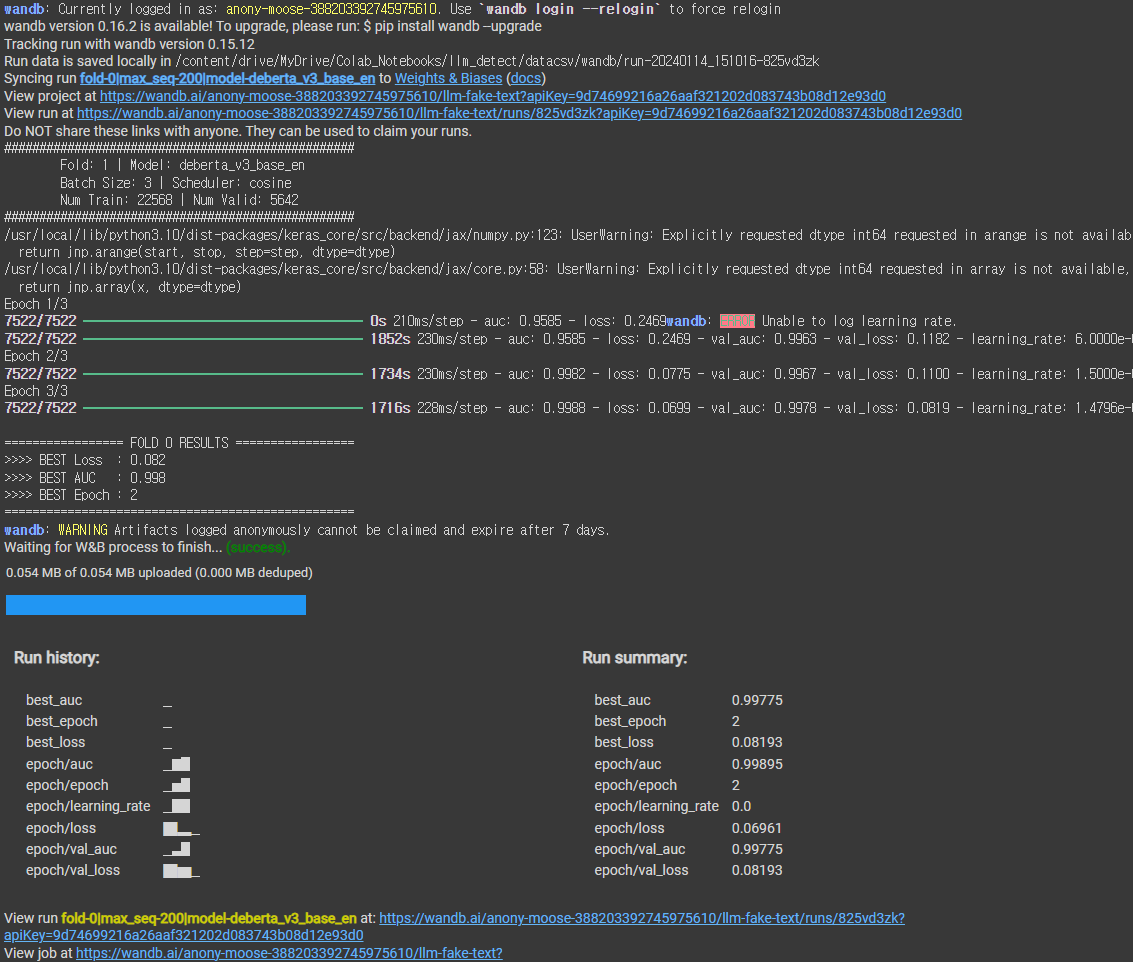 wandb: Currently logged in as: anony-moose-388203392745975610. Use `wandb login --relogin` to force relogin
wandb version 0.16.2 is available! To upgrade, please run: $ pip install wandb --upgrade
Tracking run with wandb version 0.15.12
Run data is saved locally in /content/drive/MyDrive/Colab_Notebooks/llm_detect/datacsv/wandb/run-20240114_151016-825vd3zk
Syncing run fold-0|max_seq-200|model-deberta_v3_base_en to Weights & Biases (docs)
View project at https://wandb.ai/anony-moose-388203392745975610/llm-fake-text?apiKey=9d74699216a26aaf321202d083743b08d12e93d0
View run at https://wandb.ai/anony-moose-388203392745975610/llm-fake-text/runs/825vd3zk?apiKey=9d74699216a26aaf321202d083743b08d12e93d0
Do NOT share these links with anyone. They can be used to claim your runs.
##################################################
Fold: 1 | Model: deberta_v3_base_en
Batch Size: 3 | Scheduler: cosine
Num Train: 22568 | Num Valid: 5642
##################################################
/usr/local/lib/python3.10/dist-packages/keras_core/src/backend/jax/numpy.py:123: UserWarning: Explicitly requested dtype int64 requested in arange is not availab
return jnp.arange(start, stop, step=step, dtype=dtype)
/usr/local/lib/python3.10/dist-packages/keras_core/src/backend/jax/core.py:58: UserWarning: Explicitly requested dtype int64 requested in array is not available,
return jnp.array(x, dtype=dtype)
Epoch 1/3
7522/7522 0s 210ms/step - auc: 0.9585 - loss: 0.2469wandb: Unable to log learning rate.
7522/7522 1852s 230ms/step - auc: 0.9585 - loss: 0.2469 - val_auc: 0.9963 - val_loss: 0.1182 - learning_rate: 6.0000e-
Epoch 2/3
7522/7522 1734s 230ms/step - auc: 0.9982 - loss: 0.0775 - val_auc: 0.9967 - val_loss: 0.1100 - learning_rate: 1.5000e-
Epoch 3/3
7522/7522 1716s 228ms/step - auc: 0.9988 - loss: 0.0699 - val_auc: 0.9978 - val_loss: 0.0819 - learning_rate: 1.4796e-
================= FOLD 0 RESULTS =================
>>>> BEST Loss : 0.082
>>>> BEST AUC : 0.998
>>>> BEST Epoch : 2
==================================================
wandb: WARNING Artifacts logged anonymously cannot be claimed and expire after 7 days.
Waiting for W&B process to finish... (success).
0.054 MB of 0.054 MB uploaded (0.000 MB deduped)
Run history:
best_auc ▁
best_epoch ▁
best_loss ▁
epoch/auc ▁▇█
epoch/epoch ▁▅█
epoch/learning_rate ▁██
epoch/loss █▂▁
epoch/val_auc ▁▃█
epoch/val_loss █▆▁
Run summary:
best_auc 0.99775
best_epoch 2
best_loss 0.08193
epoch/auc 0.99895
epoch/epoch 2
epoch/learning_rate 0.0
epoch/loss 0.06961
epoch/val_auc 0.99775
epoch/val_loss 0.08193
View run fold-0|max_seq-200|model-deberta_v3_base_en at: https://wandb.ai/anony-moose-388203392745975610/llm-fake-text/runs/825vd3zk?
apiKey=9d74699216a26aaf321202d083743b08d12e93d0
View job at https://wandb.ai/anony-moose-388203392745975610/llm-fake-text?